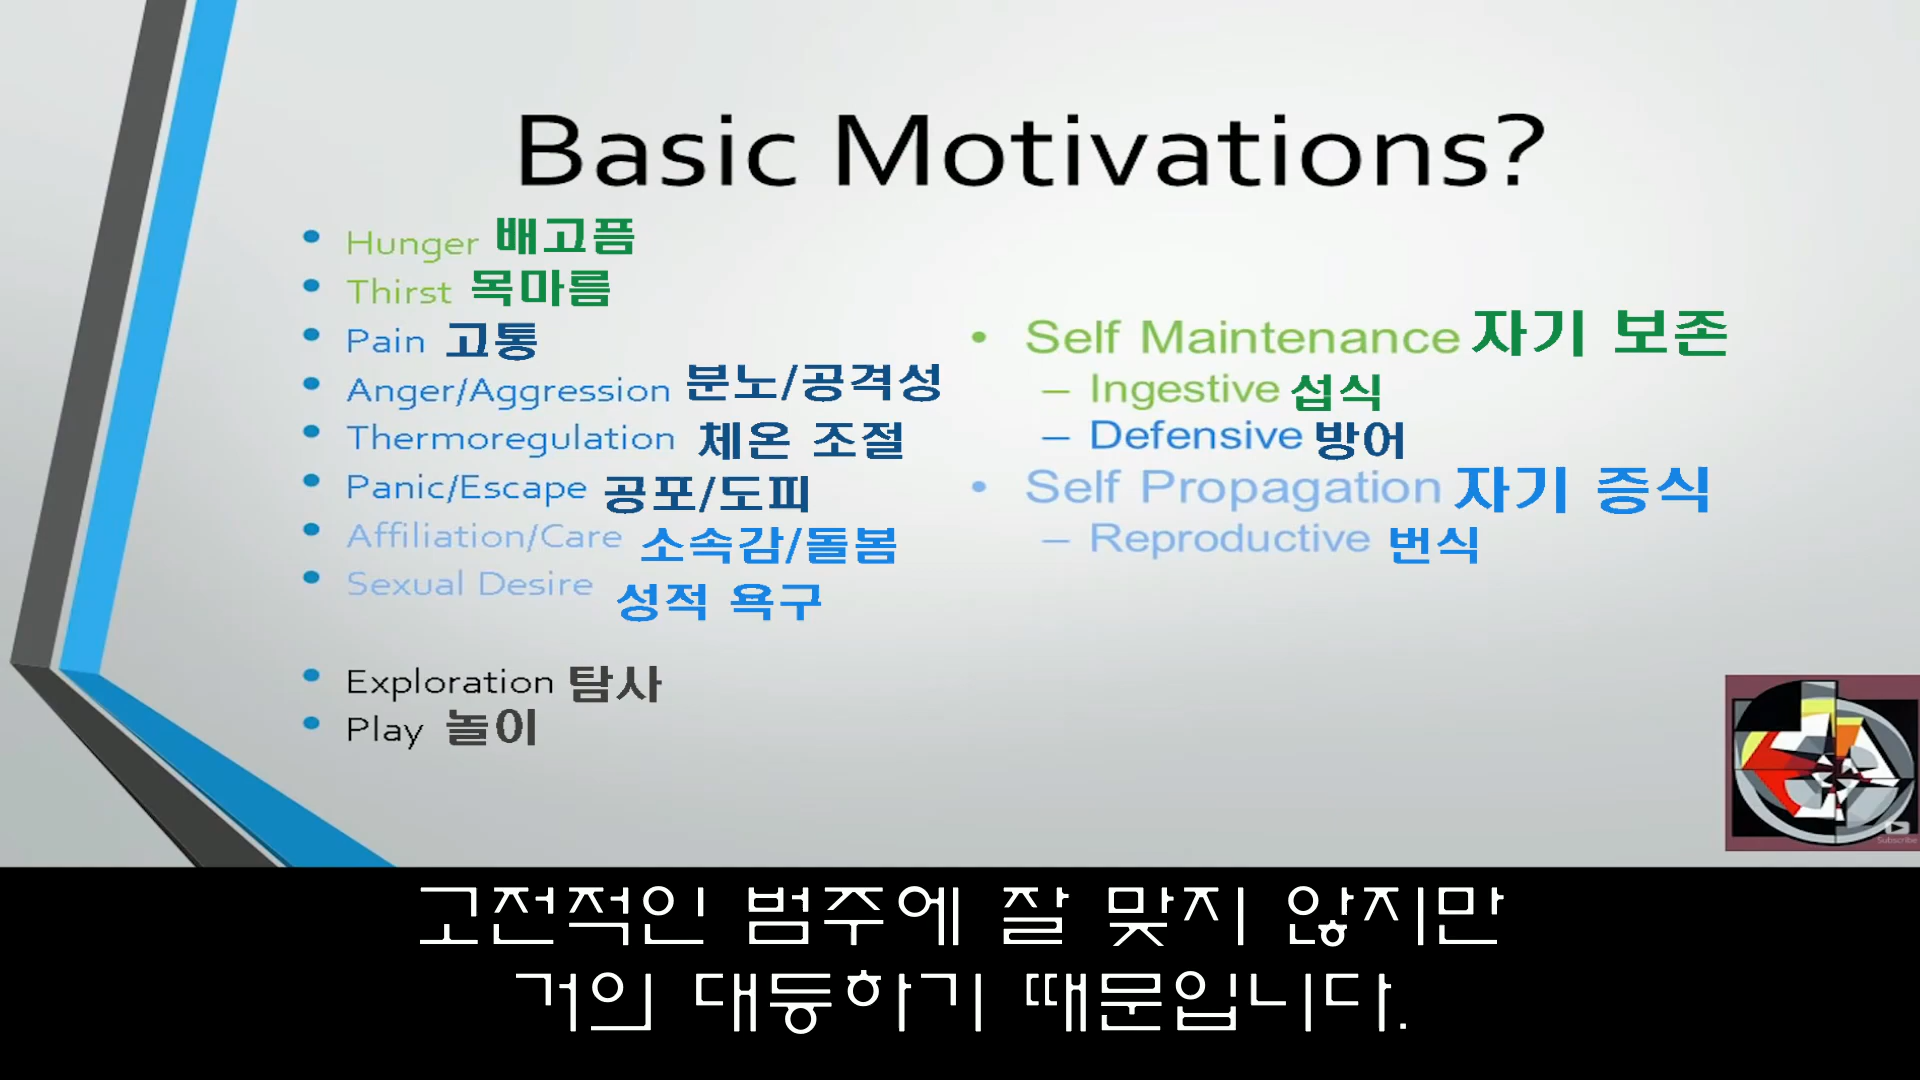 Basic Motivations?
• Hunger 배고픔
• Thirst 목마름
• Pain 고통
• Anger/Aggression 분노/공격성
• Thermoregulation 체온 조절
• Panic/Escape 공포/도피
• Affiliation/Care 소속감/돌봄
• Sexual Desire 성적 욕구
• Exploration 탐사
• Play 놀이
• Self Maintenance 자기 보존
– Ingestive 섭식
– Defensive 방어
• Self Propagation 자기 증식
– Reproductive 번식
Subscribe
고전적인 범주에 잘 맞지 않지만
거의 대등하기 때문입니다.